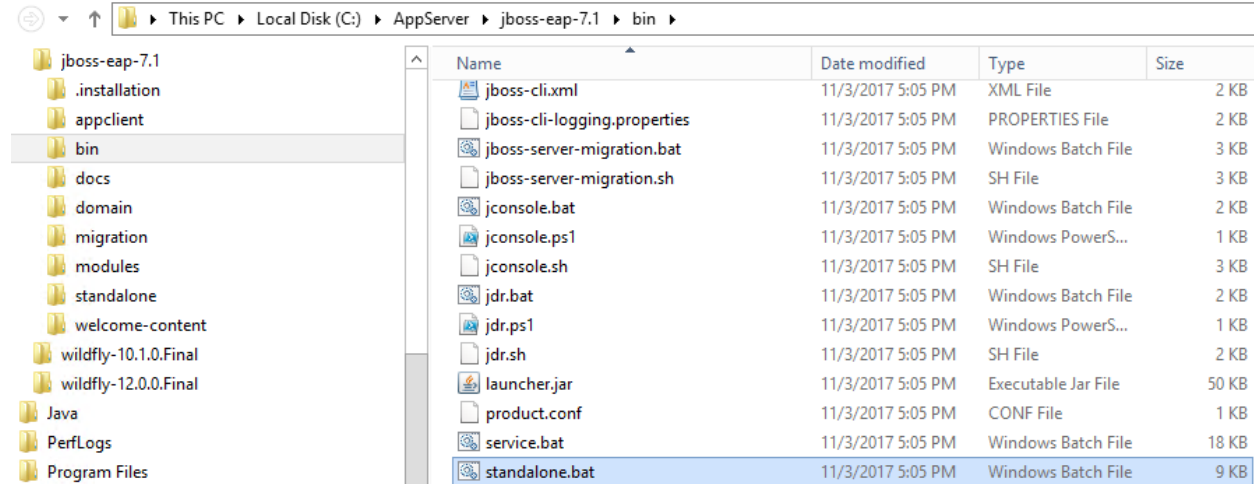 This PC Local Disk (C:) AppServer jboss-eap-7.1 bin
jboss-eap-7.1
.installation
appclient
bin
docs
domain
migration
modules
standalone
welcome-content
wildfly-10.1.0.Final
wildfly-12.0.0.Final
Java
PerfLogs
Program Files
Name Date modified Type Size
jboss-cli.xml 11/3/2017 5:05 PM XML File 2 KB
jboss-cli-logging.properties 11/3/2017 5:05 PM PROPERTIES File 2 KB
jboss-server-migration.bat 11/3/2017 5:05 PM Windows Batch File 3 KB
jboss-server-migration.sh 11/3/2017 5:05 PM SH File 3 KB
jconsole.bat 11/3/2017 5:05 PM Windows Batch File 2 KB
jconsole.ps1 11/3/2017 5:05 PM Windows PowerS... 1 KB
jconsole.sh 11/3/2017 5:05 PM SH File 3 KB
jdr.bat 11/3/2017 5:05 PM Windows Batch File 2 KB
jdr.ps1 11/3/2017 5:05 PM Windows PowerS... 1 KB
jdr.sh 11/3/2017 5:05 PM SH File 2 KB
launcher.jar 11/3/2017 5:05 PM Executable Jar File 50 KB
product.conf 11/3/2017 5:05 PM CONF File 1 KB
service.bat 11/3/2017 5:05 PM Windows Batch File 18 KB
standalone.bat 11/3/2017 5:05 PM Windows Batch File 9 KB